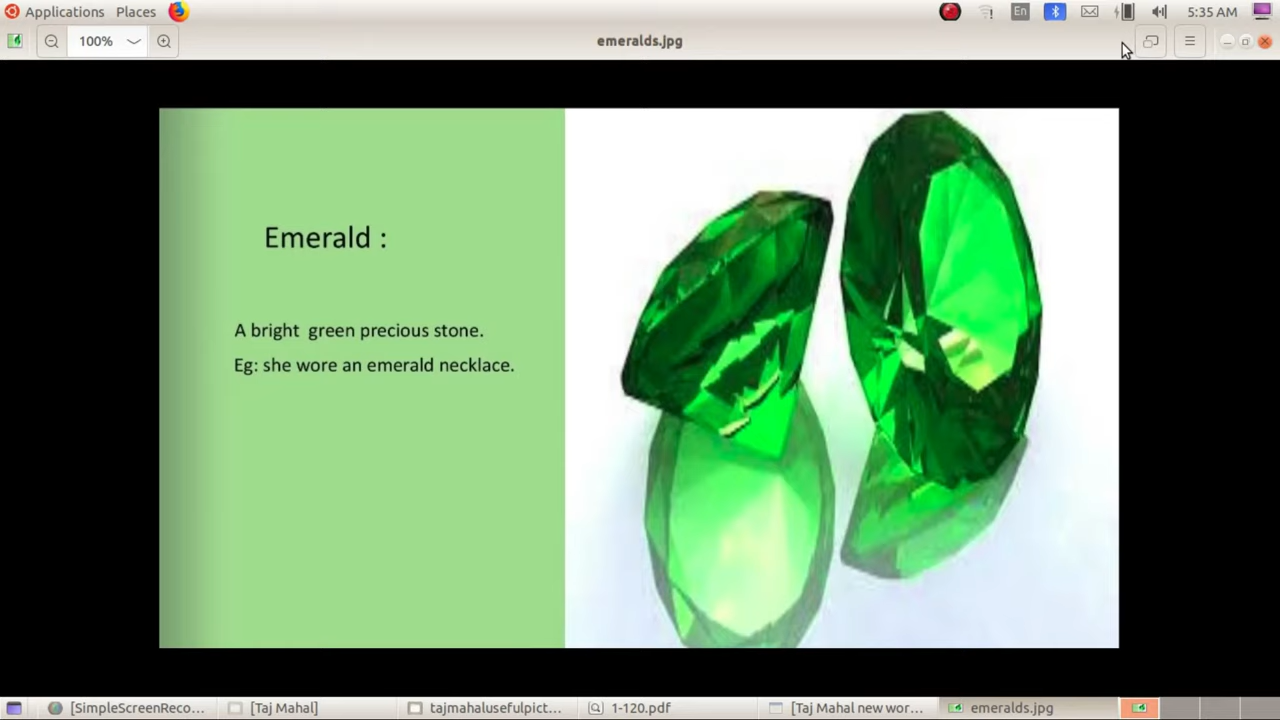 Applications Places
En
5:35 AM
100%
emeralds.jpg
Emerald :
A bright  green precious stone.
Eg: she wore an emerald necklace.
[SimpleScreenReco...
[Taj Mahal]
tajmahalusefulpict...
1-120.pdf
[Taj Mahal new wor...
emeralds.jpg